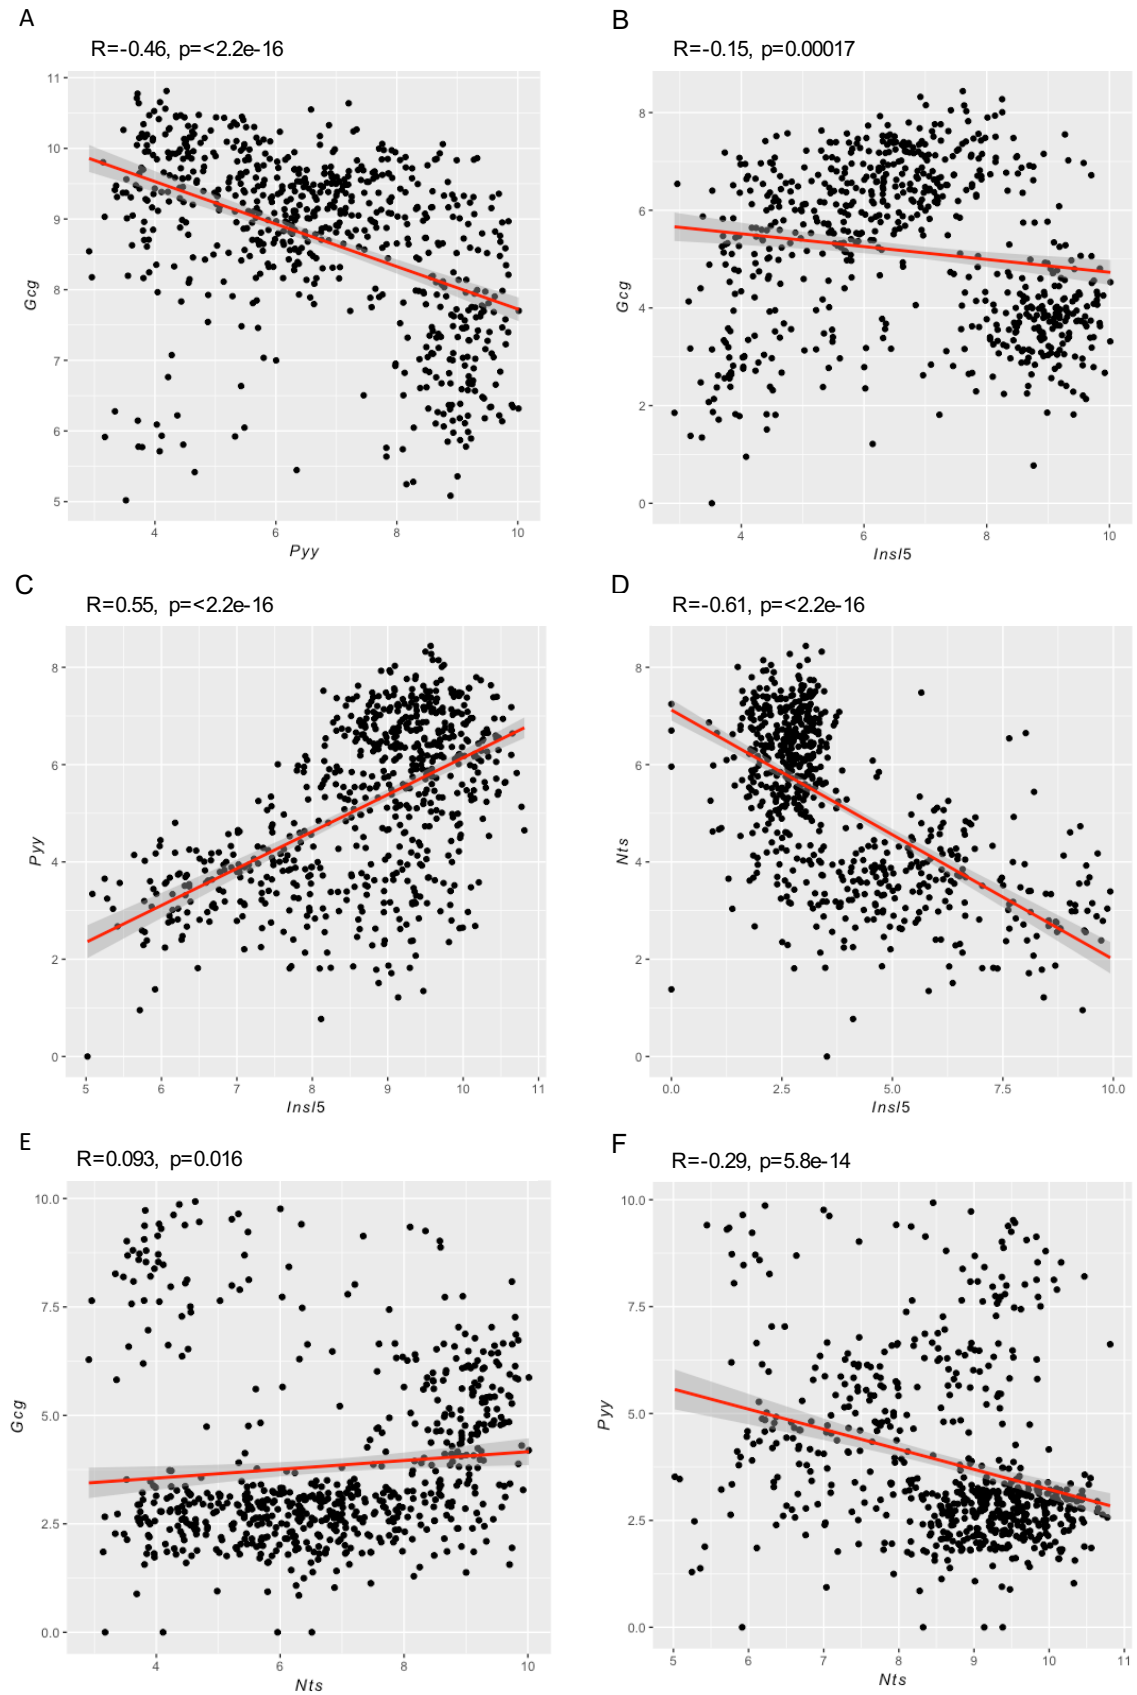 A
R=-0.46, p=<2.2e-16
11
10
9
8
7
6
5
Gcg
4 6 8 10
Pyy
B
R=-0.15, p=0.00017
8
6
4
2
0
Gcg
4 6 8 10
Insl5
C
R=0.55, p=<2.2e-16
8
6
4
2
0
Pyy
5 6 7 8 9 10 11
Insl5
D
R=-0.61, p=<2.2e-16
8
6
4
2
0
Nts
0.0 2.5 5.0 7.5 10.0
Insl5
E
R=0.093, p=0.016
10.0
7.5
5.0
2.5
0.0
Gcg
4 6 8 10
Nts
F
R=-0.29, p=5.8e-14
10.0
7.5
5.0
2.5
0.0
Pyy
5 6 7 8 9 10 11
Nts